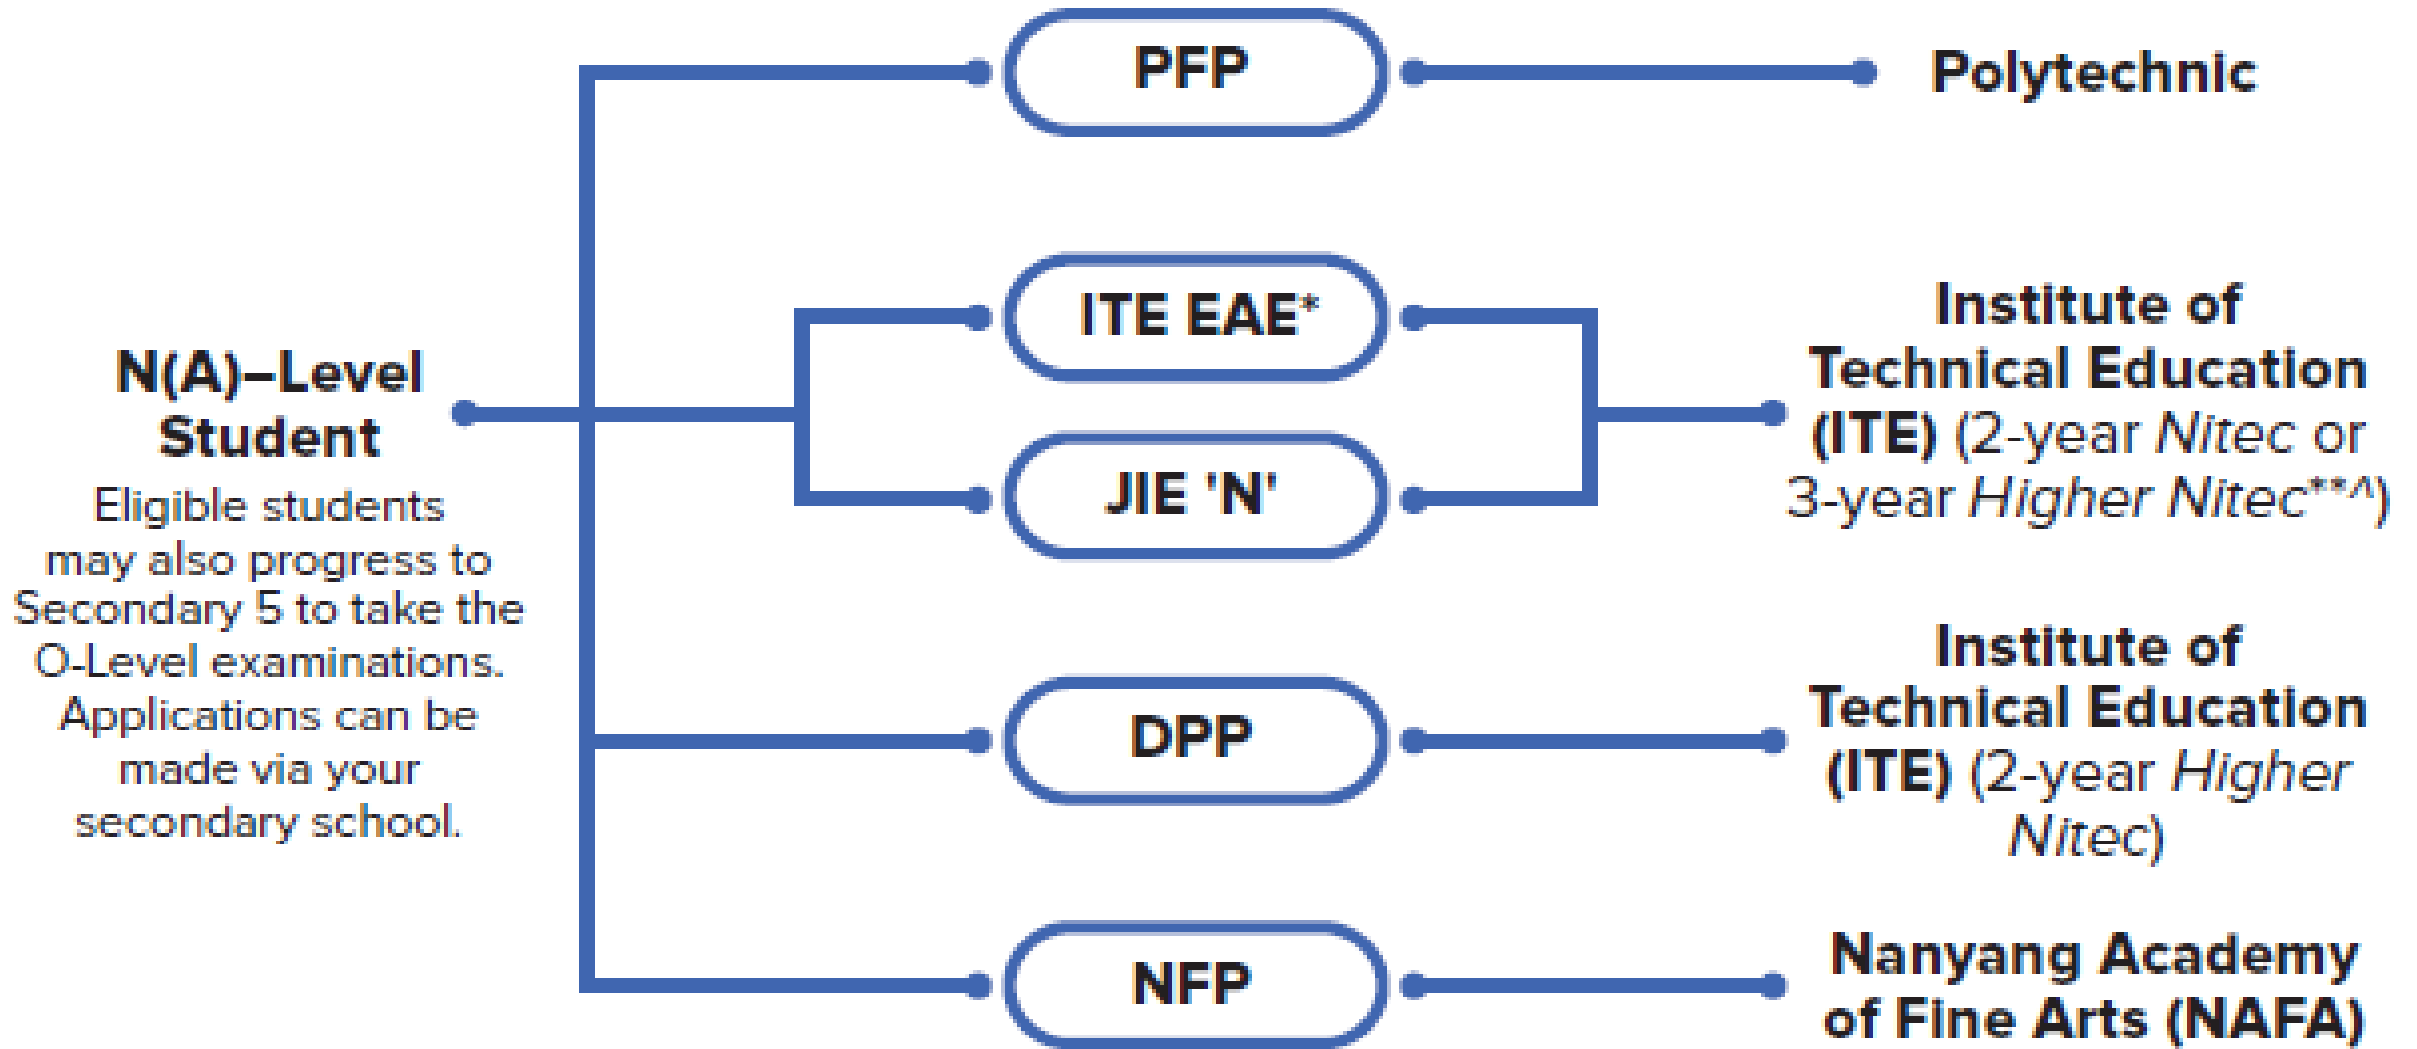 N(A)–Level
Student
Eligible students
may also progress to
Secondary 5 to take the
O-Level examinations.
Applications can be
made via your
secondary school.
PFP
Polytechnic
ITE EAE*
JIE 'N'
Institute of
Technical Education
(ITE) (2-year Nitec or
3-year Higher Nitec**^)
DPP
Institute of
Technical Education
(ITE) (2-year Higher
Nitec)
NFP
Nanyang Academy
of Fine Arts (NAFA)